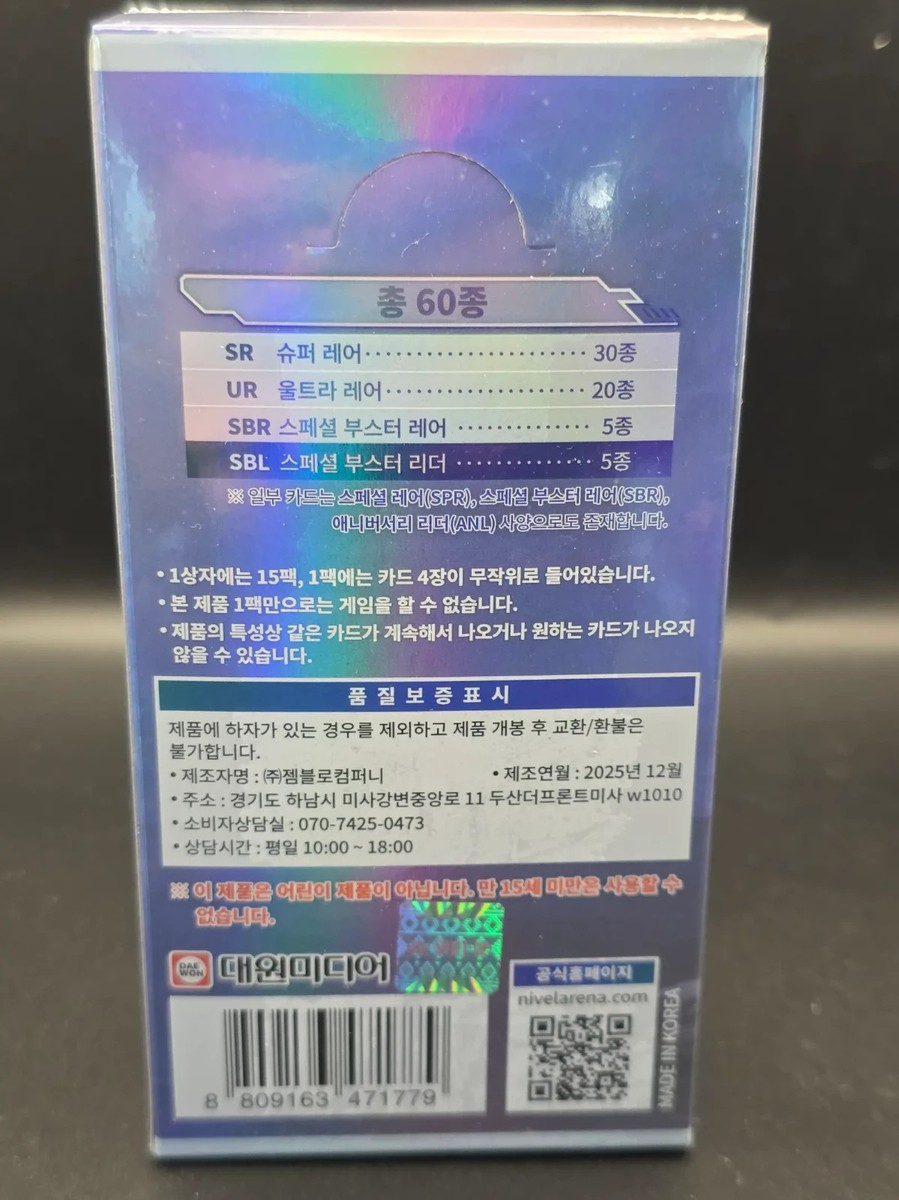 총 60종
SR 슈퍼 레어 ······················ 30종
UR 울트라 레어 ···················· 20종
SBR 스페셜 부스터 레어 ·············· 5종
SBL 스페셜 부스터 리더 ·············· 5종
※ 일부 카드는 스페셜 레어(SPR), 스페셜 부스터 레어(SBR),
애니버서리 리더(ANL) 사양으로도 존재합니다.
• 1상자에는 15팩, 1팩에는 카드 4장이 무작위로 들어있습니다.
• 본 제품 1팩만으로는 게임을 할 수 없습니다.
• 제품의 특성상 같은 카드가 계속해서 나오거나 원하는 카드가 나오지
않을 수 있습니다.
품질보증표시
제품에 하자가 있는 경우를 제외하고 제품 개봉 후 교환/환불은
불가합니다.
• 제조자명 : ㈜젬블로컴퍼니 • 제조연월 : 2025년 12월
• 주소 : 경기도 하남시 미사강변중앙로 11 두산더프론트미사 w1010
• 소비자상담실 : 070-7425-0473
• 상담시간 : 평일 10:00 ~ 18:00
※ 이 제품은 어린이 제품이 아닙니다. 만 15세 미만은 사용할 수
없습니다.
DAE WON 대원미디어
공식홈페이지
nivelarena.com
MADE IN KOREA
8 809163 471779